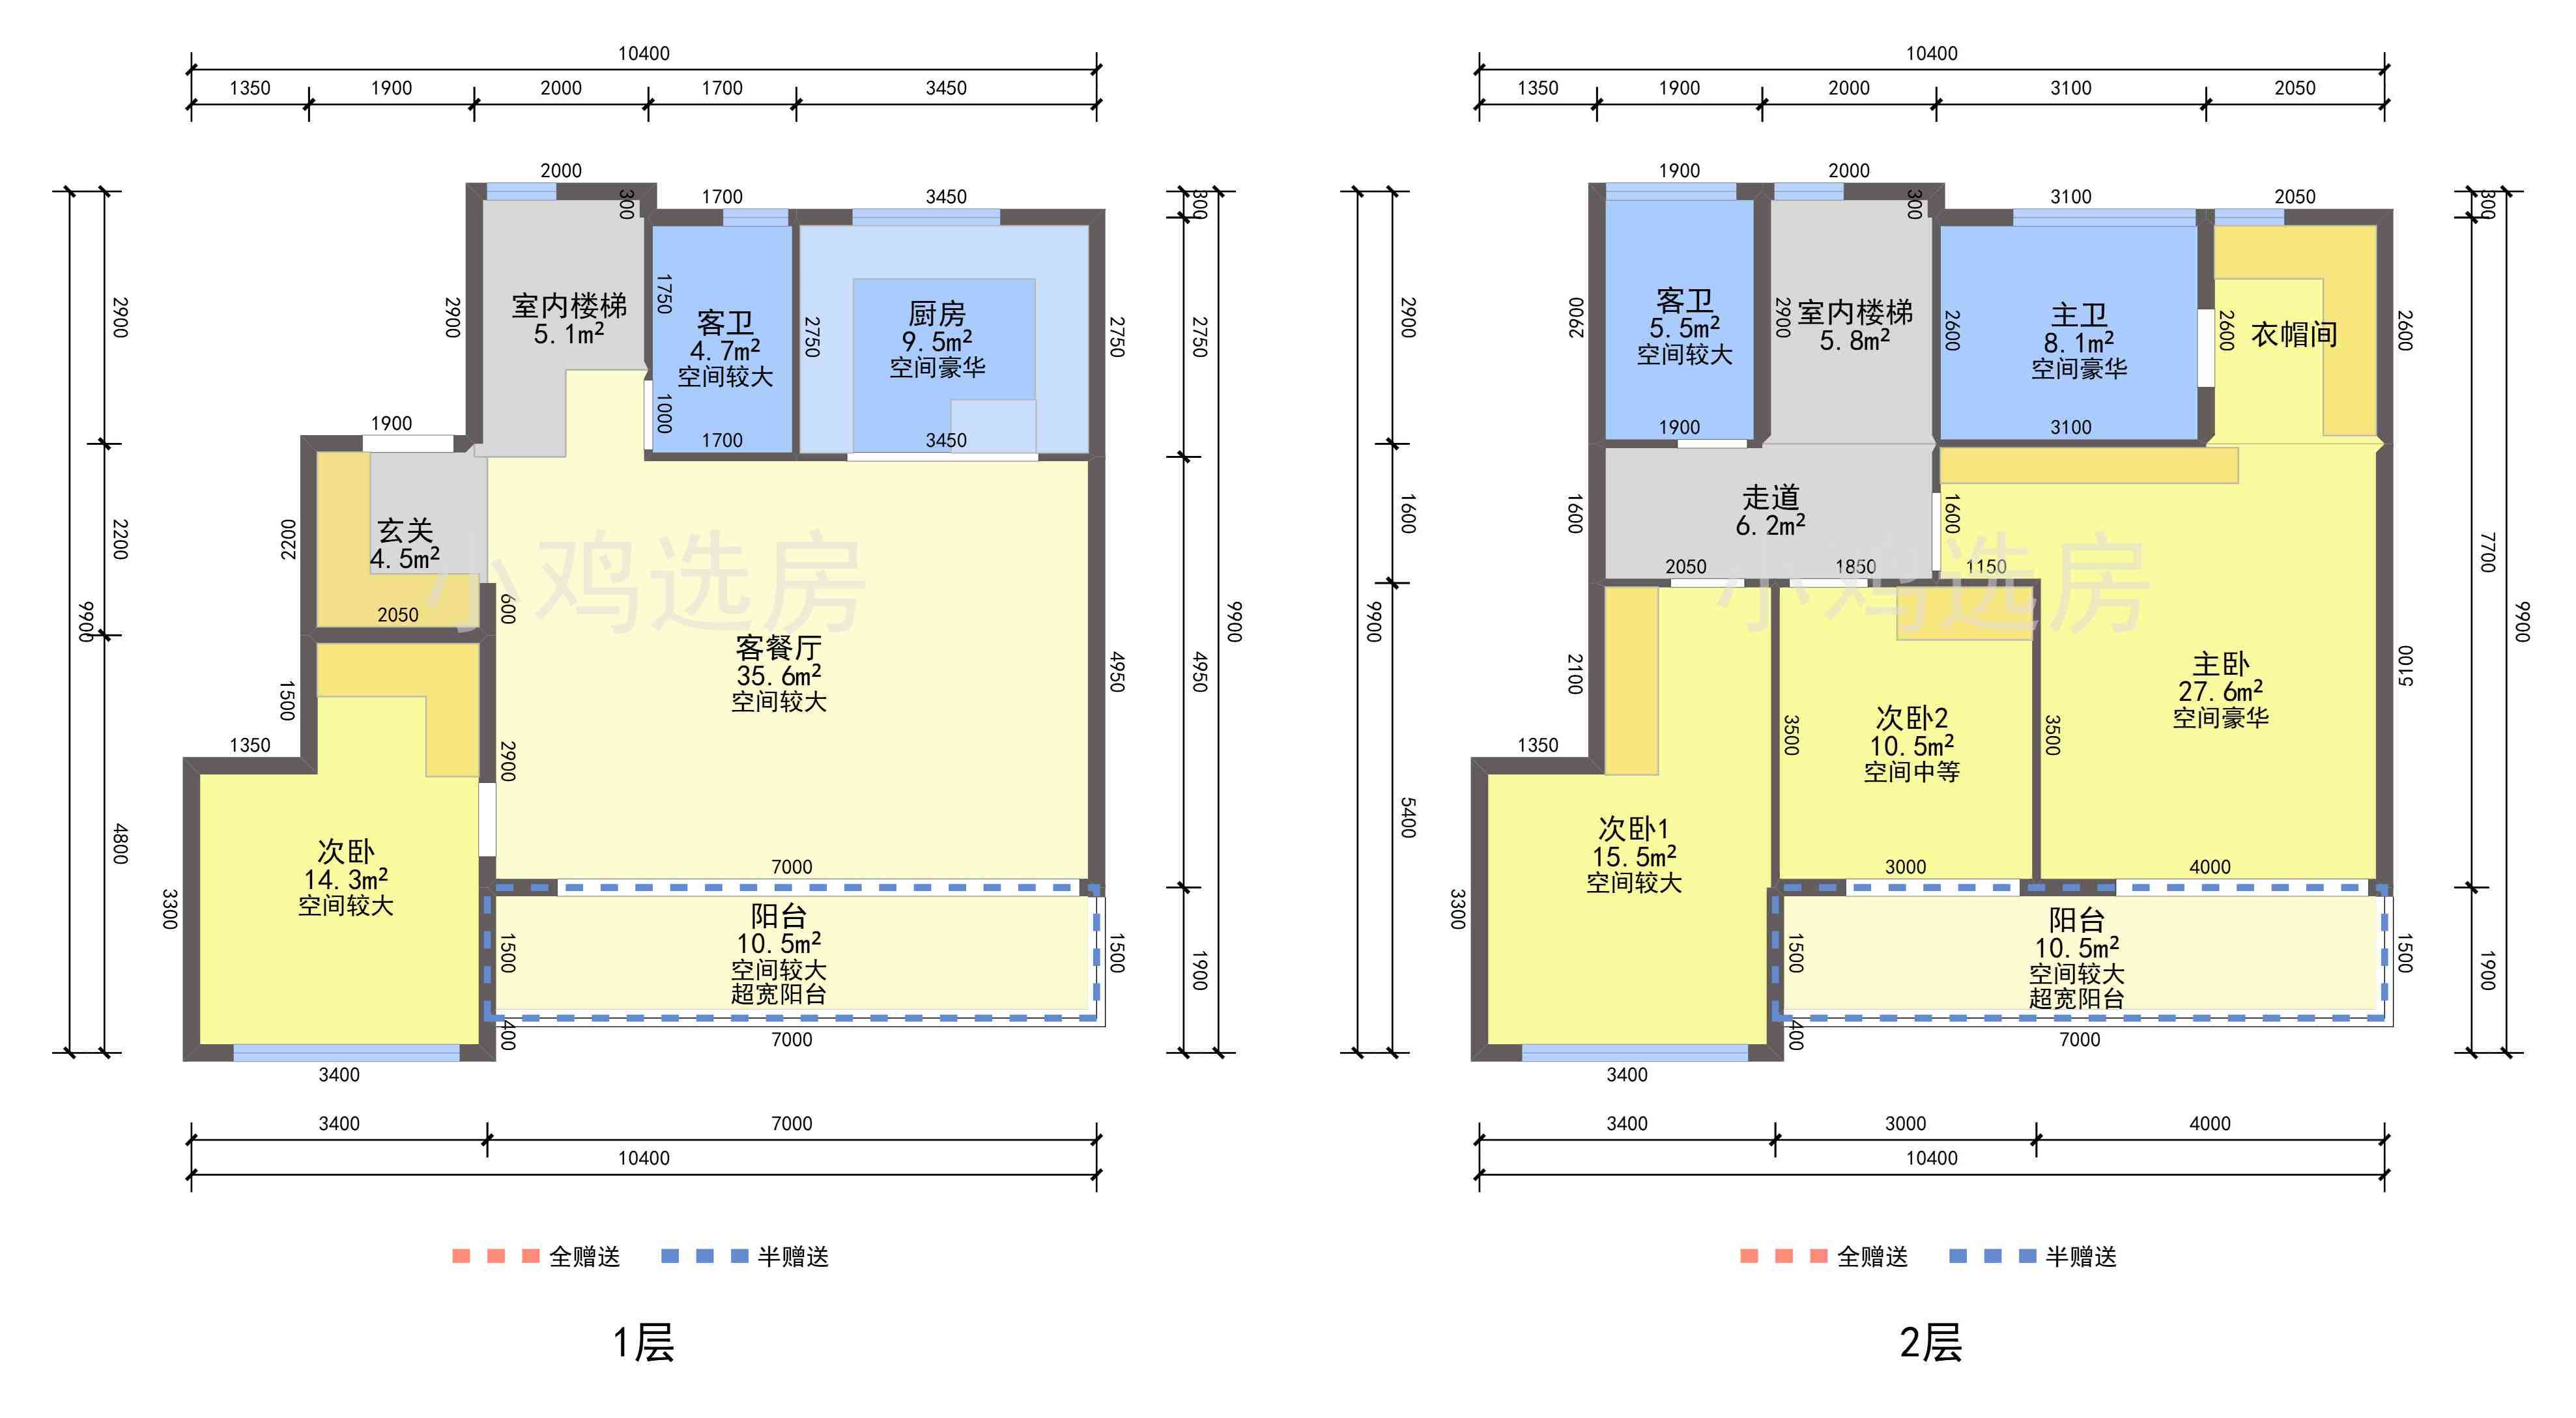 10400
1350 1900 2000 1700 3450
2000
1700
3450
300
300
2900
2200
4800
9900
2900
1750
1000
2750
2750
2750
9900
4950
4950
1900
室内楼梯
5.1m²
客卫
4.7m²
空间较大
1700
厨房
9.5m²
空间豪华
3450
1900
2200
玄关
4.5m²
2050
600
1500
1350
2900
3300
小鸡选房
客餐厅
35.6m²
空间较大
7000
次卧
14.3m²
空间较大
阳台
10.5m²
空间较大
超宽阳台
1500
1500
400
7000
3400
3400 7000
10400
全赠送 半赠送
1层
10400
1350 1900 2000 3100 2050
1900
2000
3100
2050
300
300
2900
1600
5400
9900
2900
2900
2600
2600
2600
7700
9900
1900
客卫
5.5m²
空间较大
1900
室内楼梯
5.8m²
主卫
8.1m²
空间豪华
3100
衣帽间
1600
走道
6.2m²
1600
2050
1850
1150
2100
1350
3500
3500
5100
3300
小鸡选房
次卧2
10.5m²
空间中等
3000
主卧
27.6m²
空间豪华
4000
次卧1
15.5m²
空间较大
阳台
10.5m²
空间较大
超宽阳台
1500
1500
400
7000
3400
3400 3000 4000
10400
全赠送 半赠送
2层